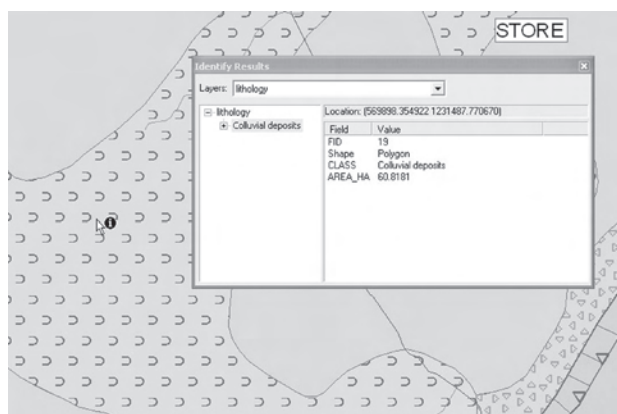 STORE
Identify Results
Layers: lithology
lithology
Colluvial deposits
Location: (569898.354922 1231487.770670)
Field Value
FID 19
Shape Polygon
CLASS Colluvial deposits
AREA_HA 60.8181